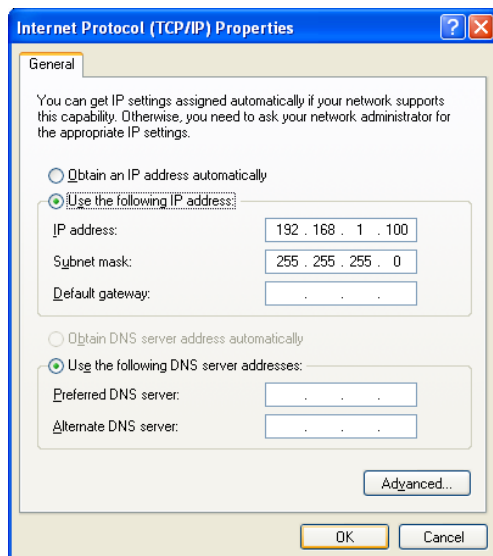 Internet Protocol (TCP/IP) Properties
General
You can get IP settings assigned automatically if your network supports
this capability. Otherwise, you need to ask your network administrator for
the appropriate IP settings.
Obtain an IP address automatically
Use the following IP address:
IP address: 192 . 168 . 1 . 100
Subnet mask: 255 . 255 . 255 . 0
Default gateway: . . .
Obtain DNS server address automatically
Use the following DNS server addresses:
Preferred DNS server: . . .
Alternate DNS server: . . .
Advanced...
OK Cancel